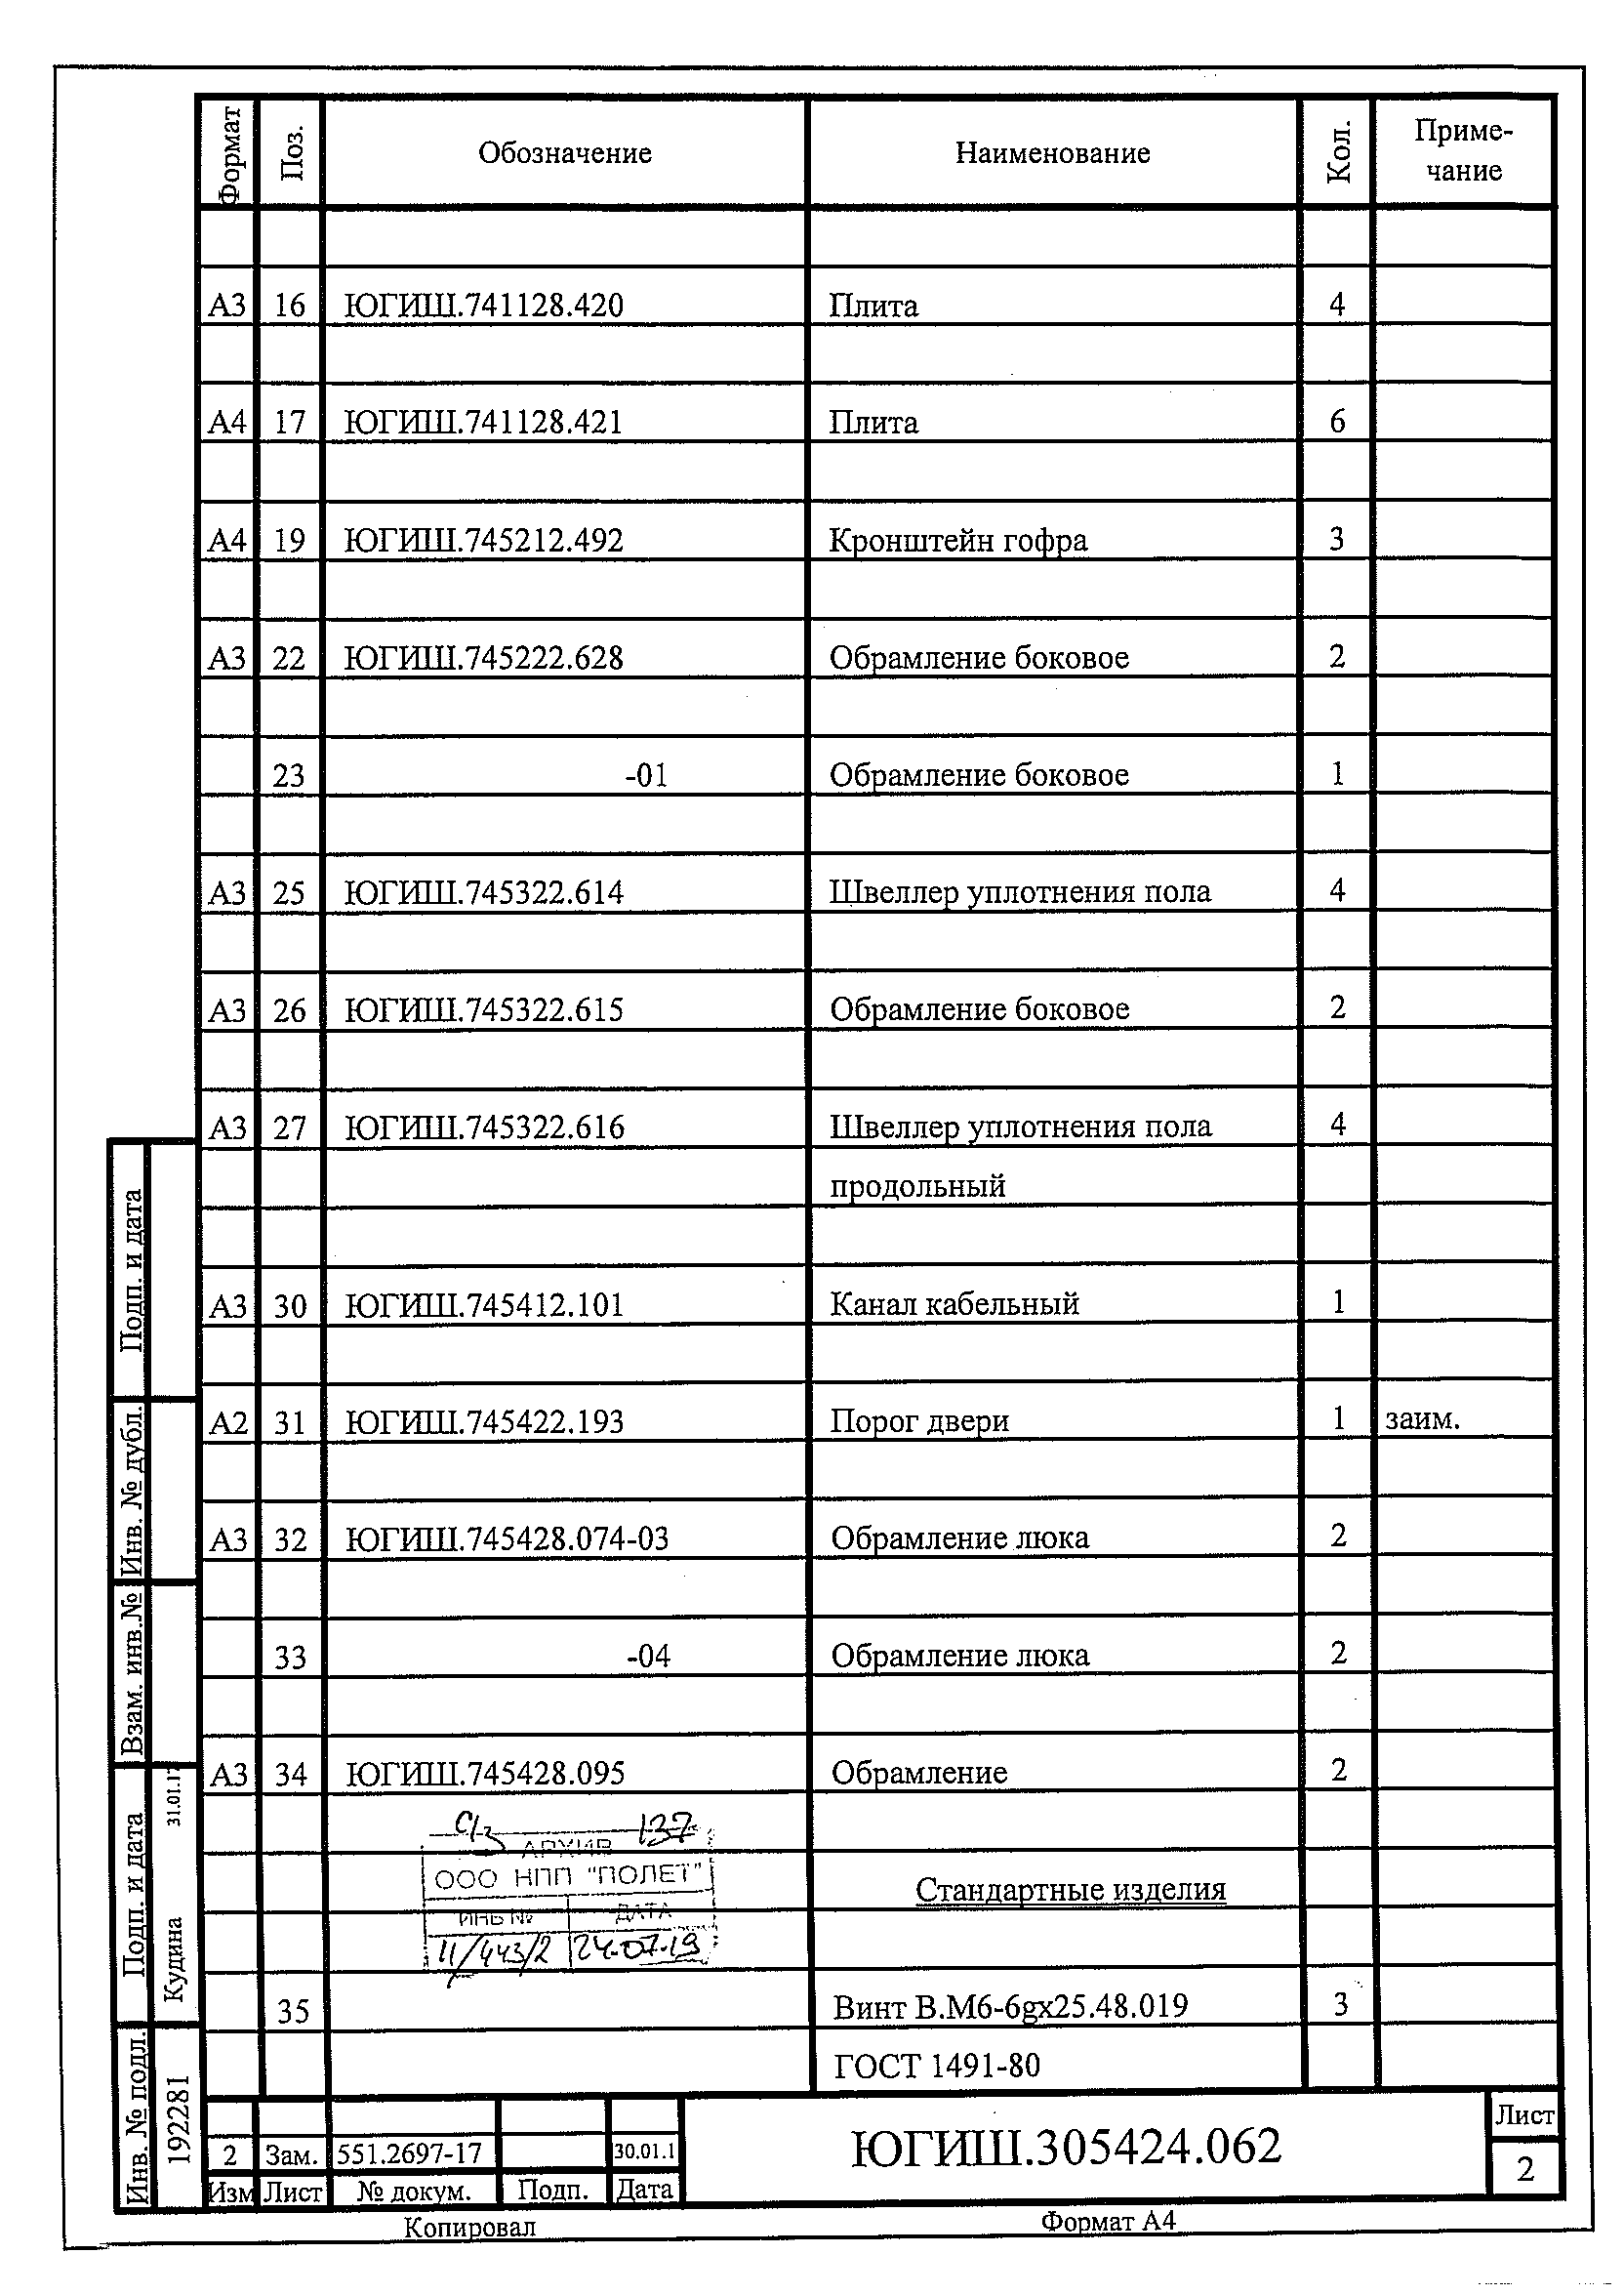 Формат Поз. Обозначение Наименование Кол. Приме-
чание
А3 16 ЮГИШ.741128.420 Плита 4
А4 17 ЮГИШ.741128.421 Плита 6
А4 19 ЮГИШ.745212.492 Кронштейн гофра 3
А3 22 ЮГИШ.745222.628 Обрамление боковое 2
23 -01 Обрамление боковое 1
А3 25 ЮГИШ.745322.614 Швеллер уплотнения пола 4
А3 26 ЮГИШ.745322.615 Обрамление боковое 2
А3 27 ЮГИШ.745322.616 Швеллер уплотнения пола 4
продольный
А3 30 ЮГИШ.745412.101 Канал кабельный 1
А2 31 ЮГИШ.745422.193 Порог двери 1 заим.
А3 32 ЮГИШ.745428.074-03 Обрамление люка 2
33 -04 Обрамление люка 2
А3 34 ЮГИШ.745428.095 Обрамление 2
137
АРХИВ
ООО НПП "ПОЛЕТ"
ИНВ № ДАТА
11/443/2 24-07-19
Стандартные изделия
35 Винт В.М6-6gx25.48.019 3
ГОСТ 1491-80
Подп. и дата
Инв. № дубл.
Взам. инв.№
Подп. и дата Кудина 31.01.17
Инв. № подл. 192281
2 Зам. 551.2697-17 30.01.1
Изм Лист № докум. Подп. Дата
ЮГИШ.305424.062
Лист
2
Копировал Формат А4